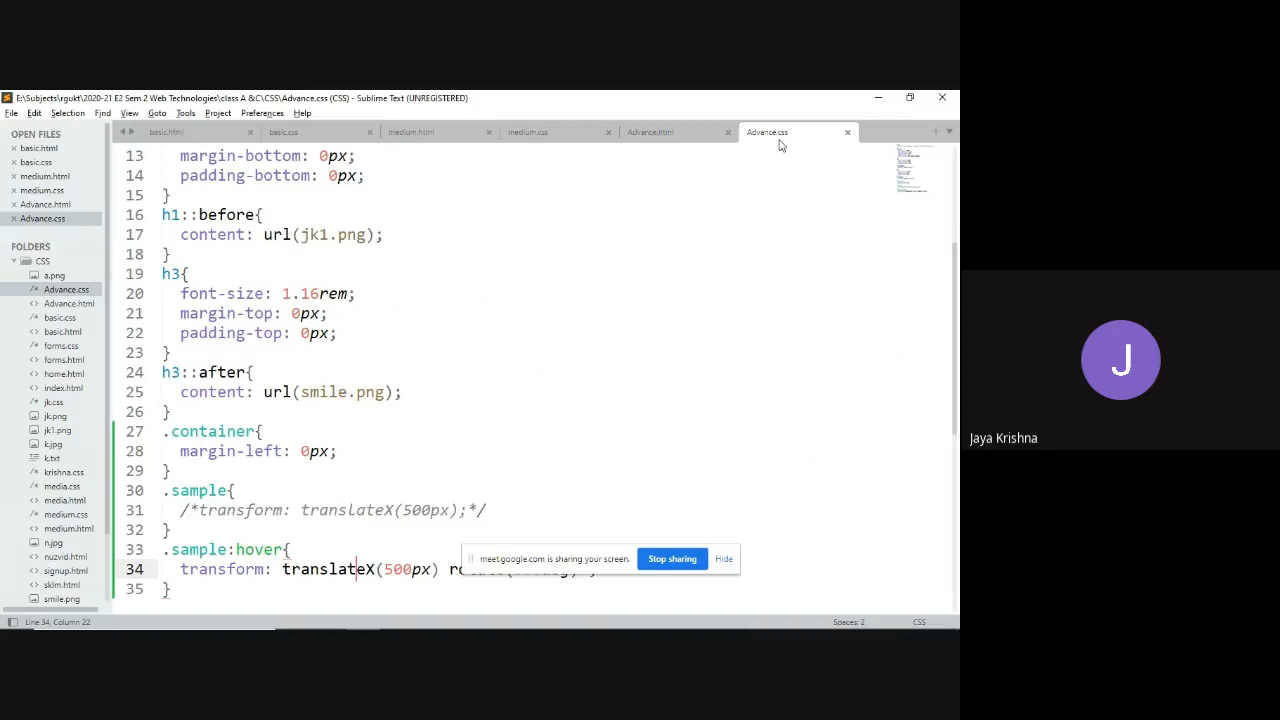 E:\Subjects\rgukt\2020-21 E2 Sem 2 Web Technologies\class A &C\CSS\Advance.css (CSS) - Sublime Text (UNREGISTERED)
File Edit Selection Find View Goto Tools Project Preferences Help
OPEN FILES
basic.html
basic.css
medium.html
medium.css
Advance.html
Advance.css
FOLDERS
CSS
a.png
Advance.css
Advance.html
basic.css
basic.html
forms.css
forms.html
home.html
index.html
jk.css
jk.png
jk1.png
k.jpg
k.txt
krishna.css
media.css
media.html
medium.css
medium.html
n.jpg
nuzvid.html
signup.html
sklm.html
smile.png
basic.html basic.css medium.html medium.css Advance.html Advance.css
13 margin-bottom: 0px;
14 padding-bottom: 0px;
15 }
16 h1::before{
17 content: url(jk1.png);
18 }
19 h3{
20 font-size: 1.16rem;
21 margin-top: 0px;
22 padding-top: 0px;
23 }
24 h3::after{
25 content: url(smile.png);
26 }
27 .container{
28 margin-left: 0px;
29 }
30 .sample{
31 /*transform: translateX(500px);*/
32 }
33 .sample:hover{
34 transform: translateX(500px)
35 }
meet.google.com is sharing your screen. Stop sharing Hide
Line 34, Column 22 Spaces: 2 CSS
J
Jaya Krishna